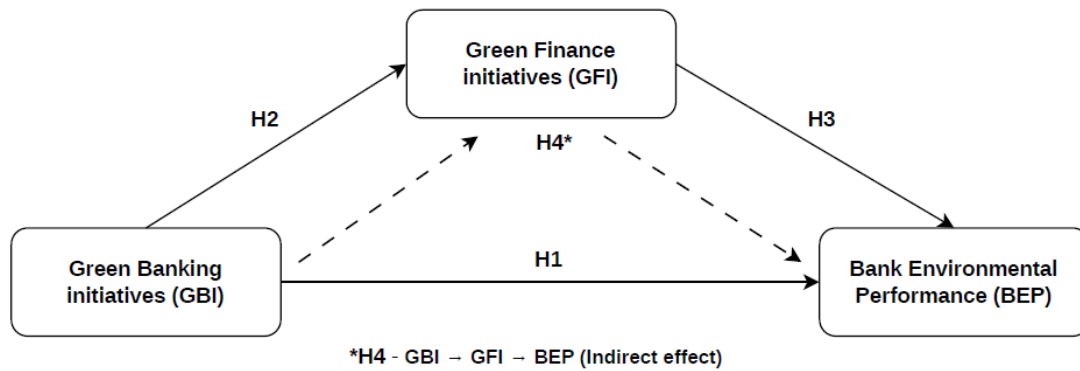 Green Finance
initiatives (GFI)
H2
H4*
H3
Green Banking
initiatives (GBI)
H1
Bank Environmental
Performance (BEP)
*H4 - GBI → GFI → BEP (Indirect effect)